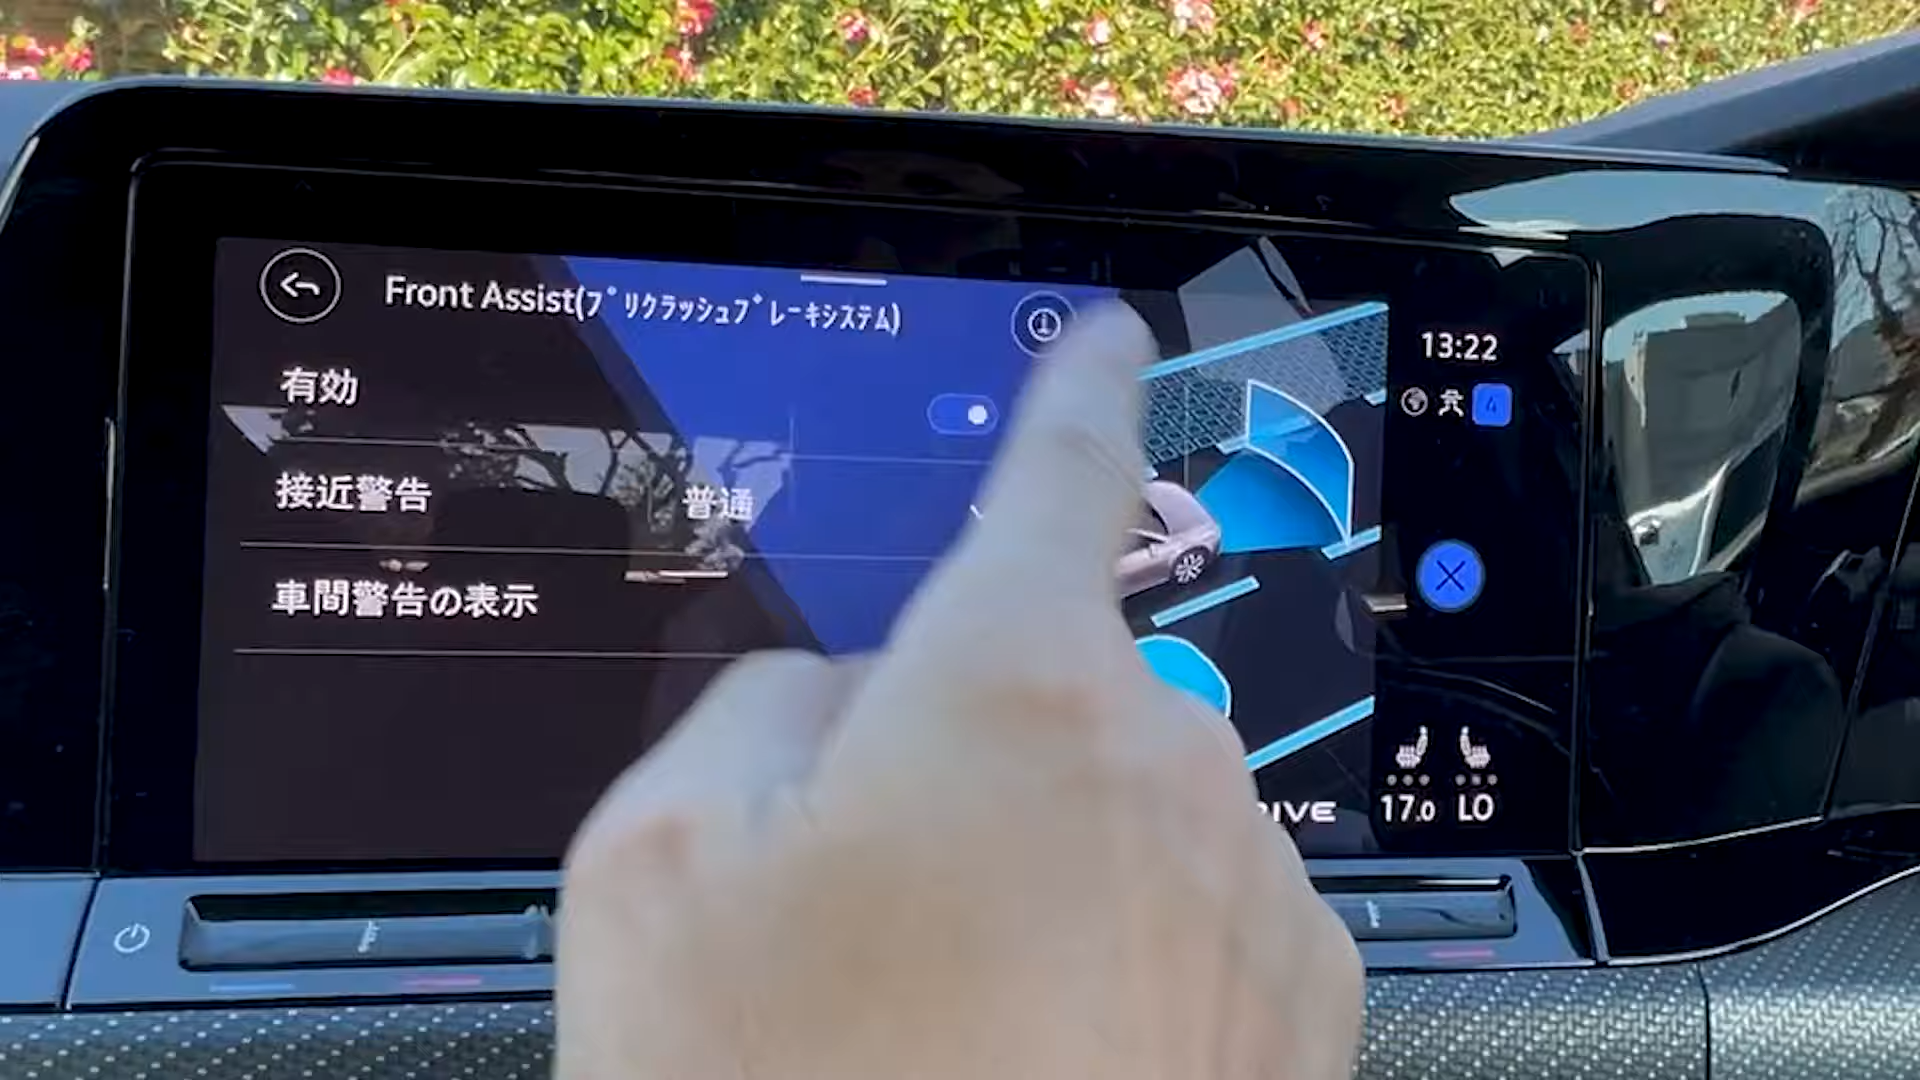 Front Assist(ﾌﾟﾘｸﾗｯｼｭﾌﾞﾚｰｷｼｽﾃﾑ)
有効
接近警告 普通
車間警告の表示
13:22
17.0 LO